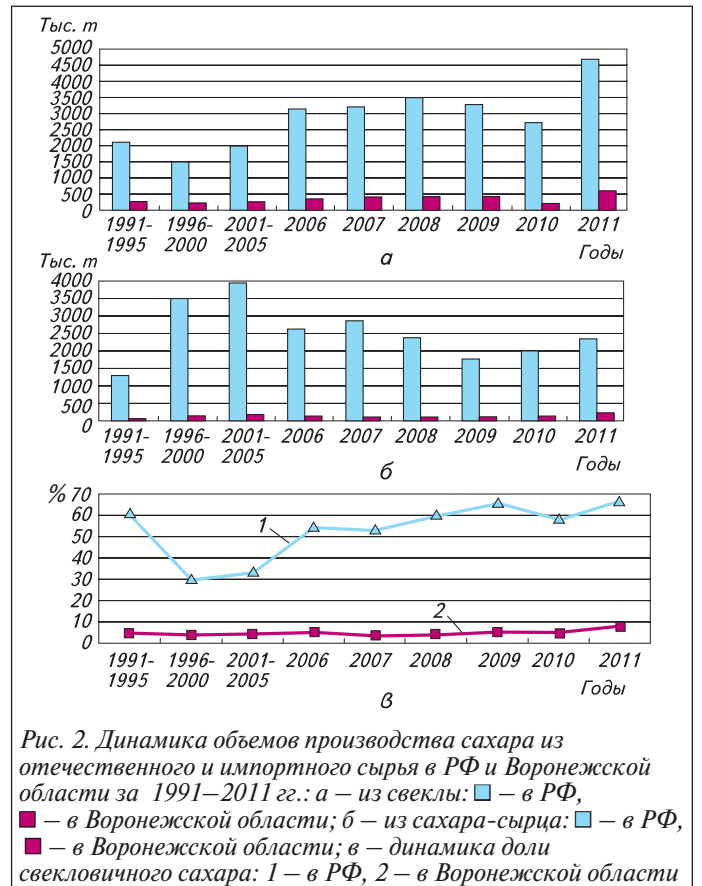 Тыс. т
5000
4500
4000
3500
3000
2500
2000
1500
1000
500
0
1991-1995 1996-2000 2001-2005 2006 2007 2008 2009 2010 2011
а Годы
Тыс. т
4000
3500
3000
2500
2000
1500
1000
500
0
1991-1995 1996-2000 2001-2005 2006 2007 2008 2009 2010 2011
б Годы
% 70
60
50
40
30
20
10
0
1
2
1991-1995 1996-2000 2001-2005 2006 2007 2008 2009 2010 2011
в Годы
Рис. 2. Динамика объемов производства сахара из
отечественного и импортного сырья в РФ и Воронежской
области за 1991–2011 гг.: а – из свеклы: – в РФ,
– в Воронежской области; б – из сахара-сырца: – в РФ,
– в Воронежской области; в – динамика доли
свекловичного сахара: 1 – в РФ, 2 – в Воронежской области